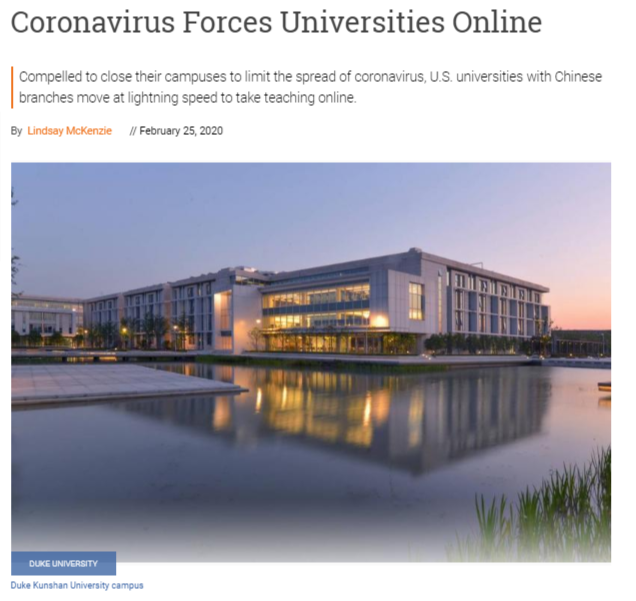 Coronavirus Forces Universities Online
Compelled to close their campuses to limit the spread of coronavirus, U.S. universities with Chinese
branches move at lightning speed to take teaching online.
By Lindsay McKenzie // February 25, 2020
DUKE UNIVERSITY
Duke Kunshan University campus